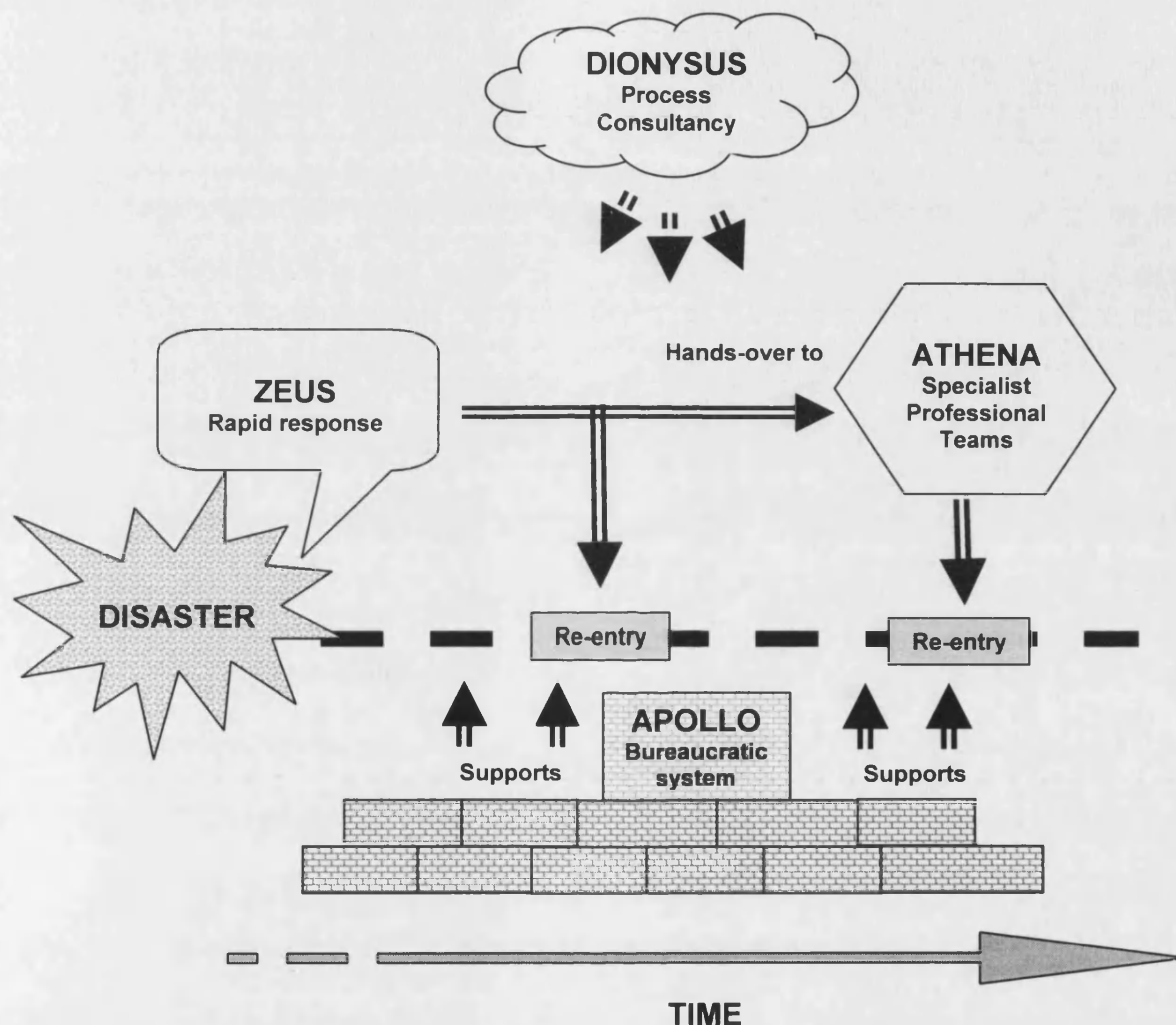 DIONYSUS
Process
Consultancy
Hands-over to
ZEUS
Rapid response
ATHENA
Specialist
Professional
Teams
DISASTER
Re-entry
Re-entry
APOLLO
Bureaucratic
system
Supports
Supports
TIME